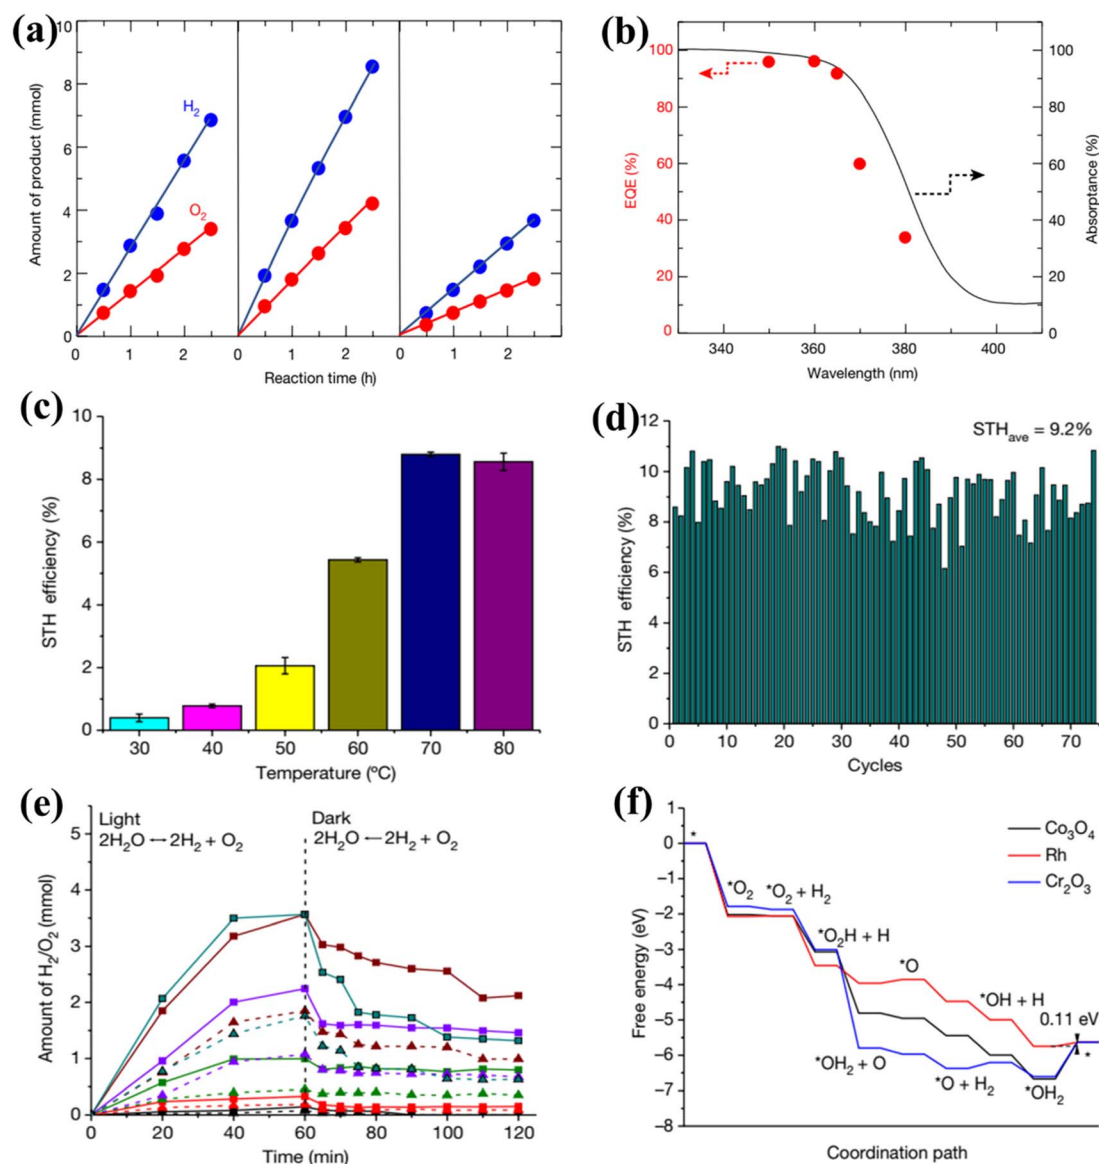 (a)
10
8
6
4
2
0
Amount of product (mmol)
H2
O2
0 1 2 0 1 2 0 1 2
Reaction time (h)
(b)
100
80
60
40
20
0
EQE (%)
100
80
60
40
20
0
Absorptance (%)
340 360 380 400
Wavelength (nm)
(c)
10
8
6
4
2
0
STH efficiency (%)
30 40 50 60 70 80
Temperature (ºC)
(d)
STHave = 9.2%
12
10
8
6
4
2
0
STH efficiency (%)
0 10 20 30 40 50 60 70
Cycles
(e)
Light
2H2O ←2H2 + O2
Dark
2H2O ←2H2 + O2
5
4
3
2
1
0
Amount of H2/O2 (mmol)
0 20 40 60 80 100 120
Time (min)
(f)
1
0
−1
−2
−3
−4
−5
−6
−7
−8
Free energy (eV)
Co3O4
Rh
Cr2O3
*
*O2
*O2 + H2
*O2H + H
*O
*OH + H
0.11 eV
*
*OH2 + O
*O + H2
*OH2
Coordination path